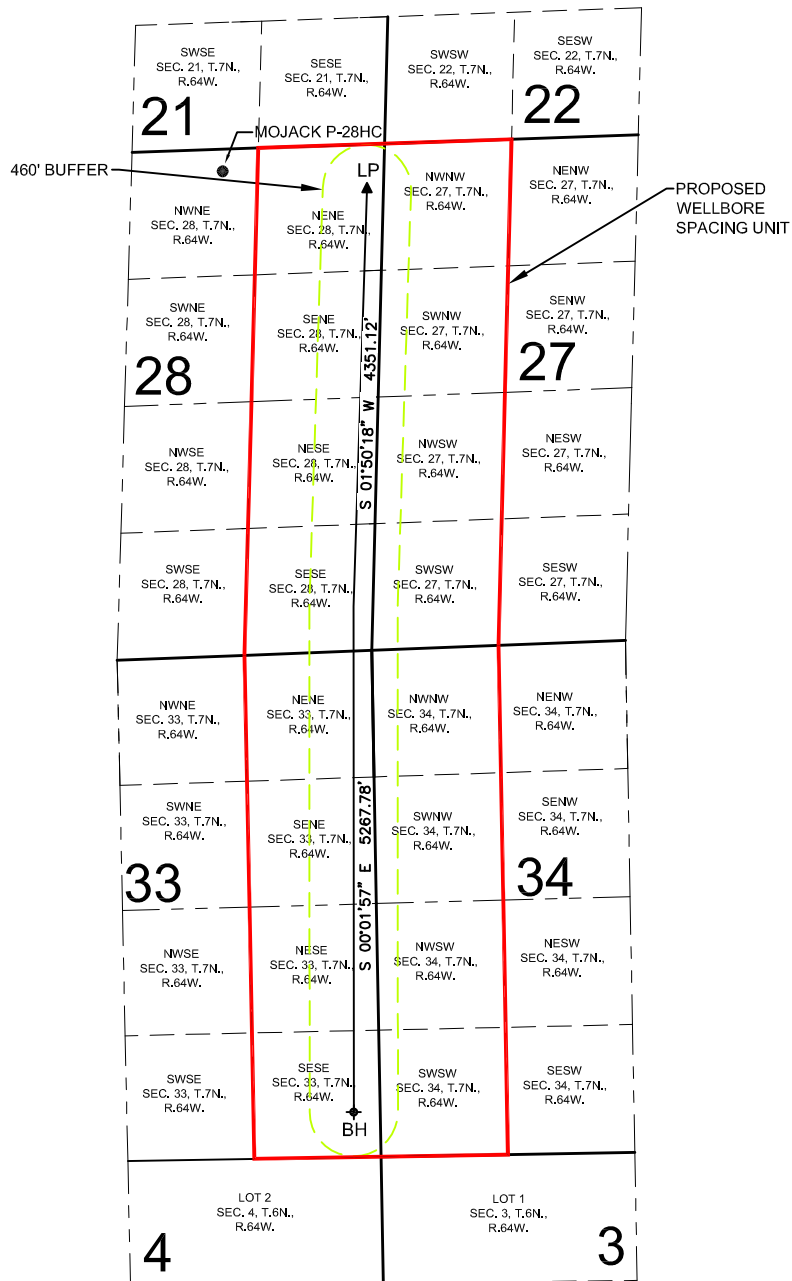 SWSE
SEC. 21, T.7N.,
R.64W.
SESE
SEC. 21, T.7N.,
R.64W.
SWSW
SEC. 22, T.7N.,
R.64W.
SESW
SEC. 22, T.7N.,
R.64W.
21
22
MOJACK P-28HC
460' BUFFER
LP
PROPOSED
WELLBORE
SPACING UNIT
NWNE
SEC. 28, T.7N.,
R.64W.
NENE
SEC. 28, T.7N.,
R.64W.
NWNW
SEC. 27, T.7N.,
R.64W.
NENW
SEC. 27, T.7N.,
R.64W.
SWNE
SEC. 28, T.7N.,
R.64W.
SENE
SEC. 28, T.7N.,
R.64W.
SWNW
SEC. 27, T.7N.,
R.64W.
SENW
SEC. 27, T.7N.,
R.64W.
28
27
S 01°50'18" W 4351.12'
NWSE
SEC. 28, T.7N.,
R.64W.
NESE
SEC. 28, T.7N.,
R.64W.
NWSW
SEC. 27, T.7N.,
R.64W.
NESW
SEC. 27, T.7N.,
R.64W.
SWSE
SEC. 28, T.7N.,
R.64W.
SESE
SEC. 28, T.7N.,
R.64W.
SWSW
SEC. 27, T.7N.,
R.64W.
SESW
SEC. 27, T.7N.,
R.64W.
NWNE
SEC. 33, T.7N.,
R.64W.
NENE
SEC. 33, T.7N.,
R.64W.
NWNW
SEC. 34, T.7N.,
R.64W.
NENW
SEC. 34, T.7N.,
R.64W.
SWNE
SEC. 33, T.7N.,
R.64W.
SENE
SEC. 33, T.7N.,
R.64W.
SWNW
SEC. 34, T.7N.,
R.64W.
SENW
SEC. 34, T.7N.,
R.64W.
33
34
S 00°01'57" E 5267.78'
NWSE
SEC. 33, T.7N.,
R.64W.
NESE
SEC. 33, T.7N.,
R.64W.
NWSW
SEC. 34, T.7N.,
R.64W.
NESW
SEC. 34, T.7N.,
R.64W.
SWSE
SEC. 33, T.7N.,
R.64W.
SESE
SEC. 33, T.7N.,
R.64W.
SWSW
SEC. 34, T.7N.,
R.64W.
SESW
SEC. 34, T.7N.,
R.64W.
BH
LOT 2
SEC. 4, T.6N.,
R.64W.
LOT 1
SEC. 3, T.6N.,
R.64W.
4
3